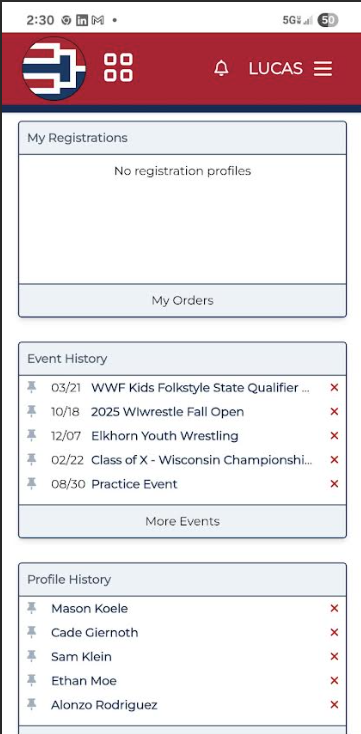 2:30
5G
50
LUCAS
My Registrations
No registration profiles
My Orders
Event History
03/21 WWF Kids Folkstyle State Qualifier ...
10/18 2025 WIwrestle Fall Open
12/07 Elkhorn Youth Wrestling
02/22 Class of X - Wisconsin Championshi...
08/30 Practice Event
More Events
Profile History
Mason Koele
Cade Giernoth
Sam Klein
Ethan Moe
Alonzo Rodriguez